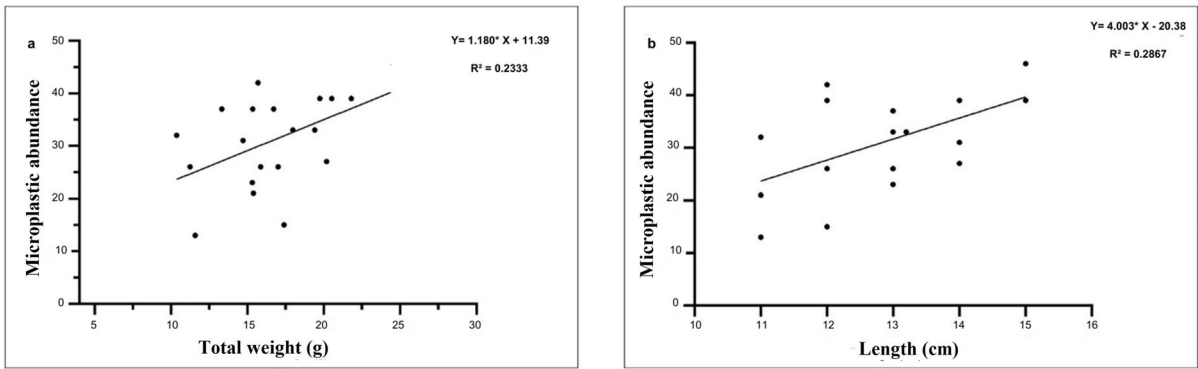 a
Y= 1.180* X + 11.39
R² = 0.2333
Microplastic abundance
50
40
30
20
10
0
5
10
15
20
25
30
Total weight (g)
b
Y= 4.003* X - 20.38
R² = 0.2867
Microplastic abundance
50
40
30
20
10
0
10
11
12
13
14
15
16
Length (cm)